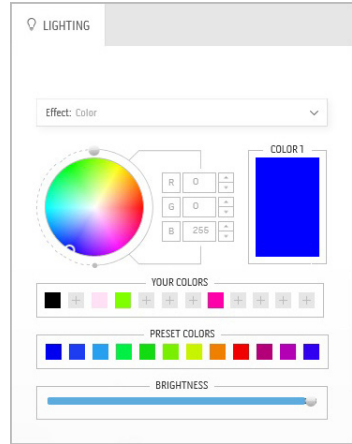 LIGHTING
Effect: Color
COLOR 1
R 0
G 0
B 255
YOUR COLORS
PRESET COLORS
BRIGHTNESS